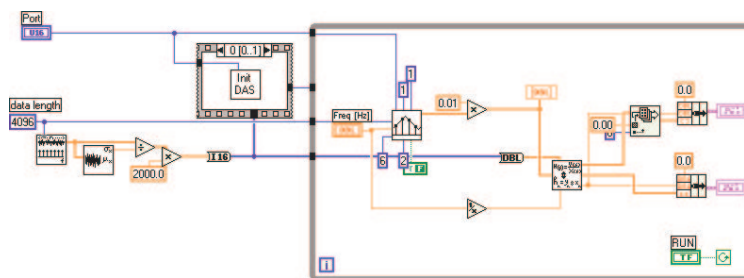 Port
U16
0 [0..1]
Init
DAS
data length
4096
2000.0
I16
Freq [Hz]
DBL
1
1
0.01
6
2
F
DBL
0.00
0.0
0.0
RUN
TF
i